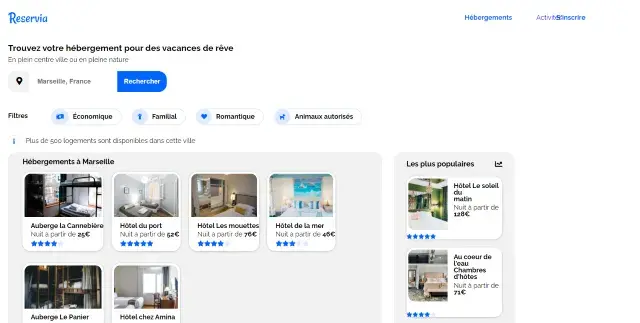 Reservia
Hébergements
Activités
S'inscrire
Trouvez votre hébergement pour des vacances de rêve
En plein centre ville ou en pleine nature
Marseille, France
Rechercher
Filtres
Économique
Familial
Romantique
Animaux autorisés
Plus de 500 logements sont disponibles dans cette ville
Hébergements à Marseille
Auberge la Cannebière
Nuit à partir de 25€
Hôtel du port
Nuit à partir de 52€
Hôtel Les mouettes
Nuit à partir de 76€
Hôtel de la mer
Nuit à partir de 46€
Auberge Le Panier
Hôtel chez Amina
Les plus populaires
Hôtel Le soleil
du
matin
Nuit à partir de
128€
Au coeur de
l'eau
Chambres
d'hôtes
Nuit à partir de
71€